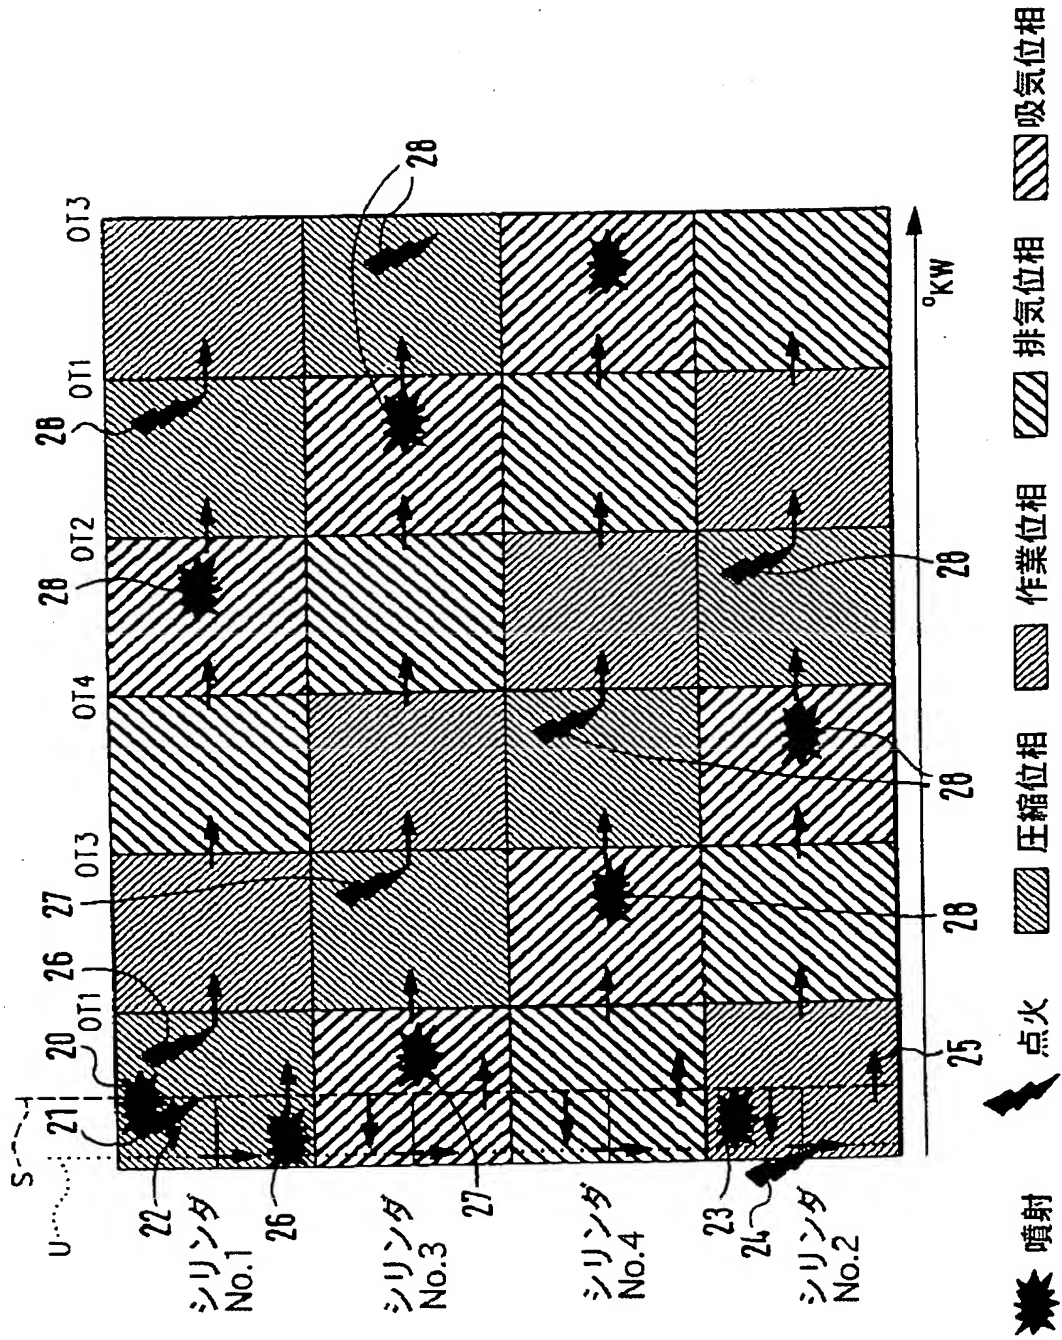 S
U
21
20
26
27
28
28
OT1
OT3
OT4
OT2
OT1
OT3
22
シリンダ
No.1
26
シリンダ
No.3
28
27
シリンダ
No.4
23
24
シリンダ
No.2
25
28
28
28
°KW
噴射
点火
圧縮位相
作業位相
排気位相
吸気位相